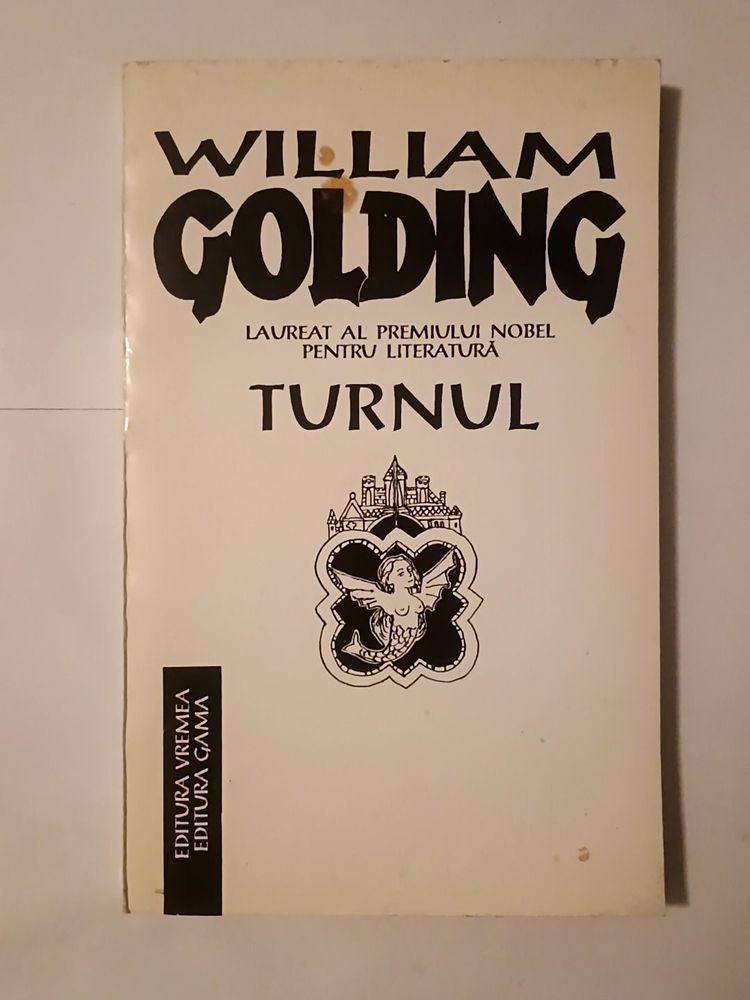 WILLIAM
GOLDING
LAUREAT AL PREMIULUI NOBEL
PENTRU LITERATURĂ
TURNUL
EDITURA VREMEA
EDITURA GAMA